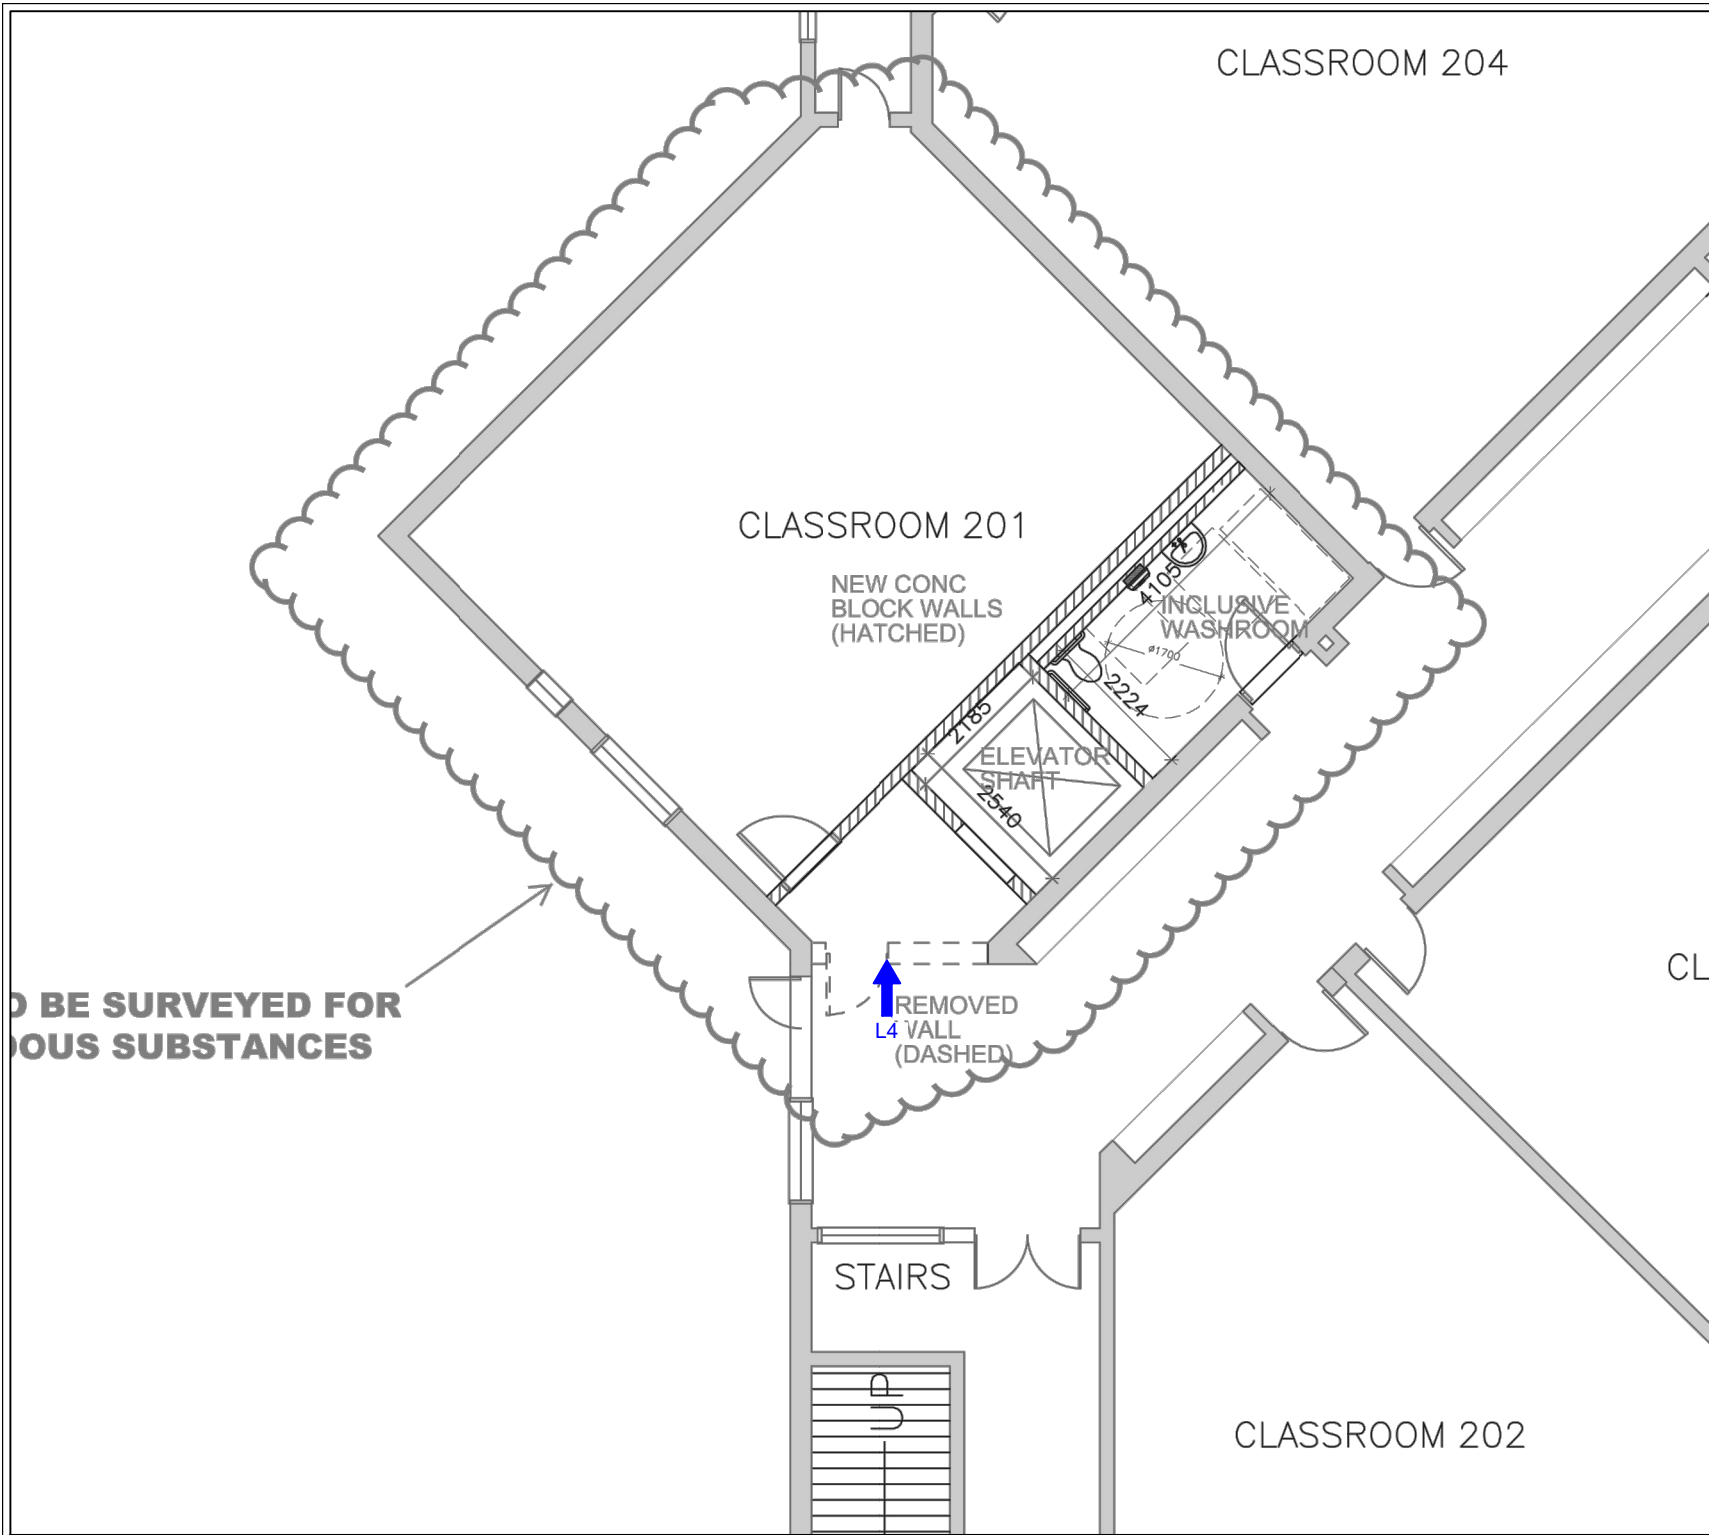 CLASSROOM 204
CLASSROOM 201
NEW CONC
BLOCK WALLS
(HATCHED)
4105
INCLUSIVE
WASHROOM
ø1700
2224
2185
ELEVATOR
SHAFT
2540
O BE SURVEYED FOR
OUS SUBSTANCES
REMOVED
WALL
(DASHED)
L4
CL
STAIRS
UP
CLASSROOM 202